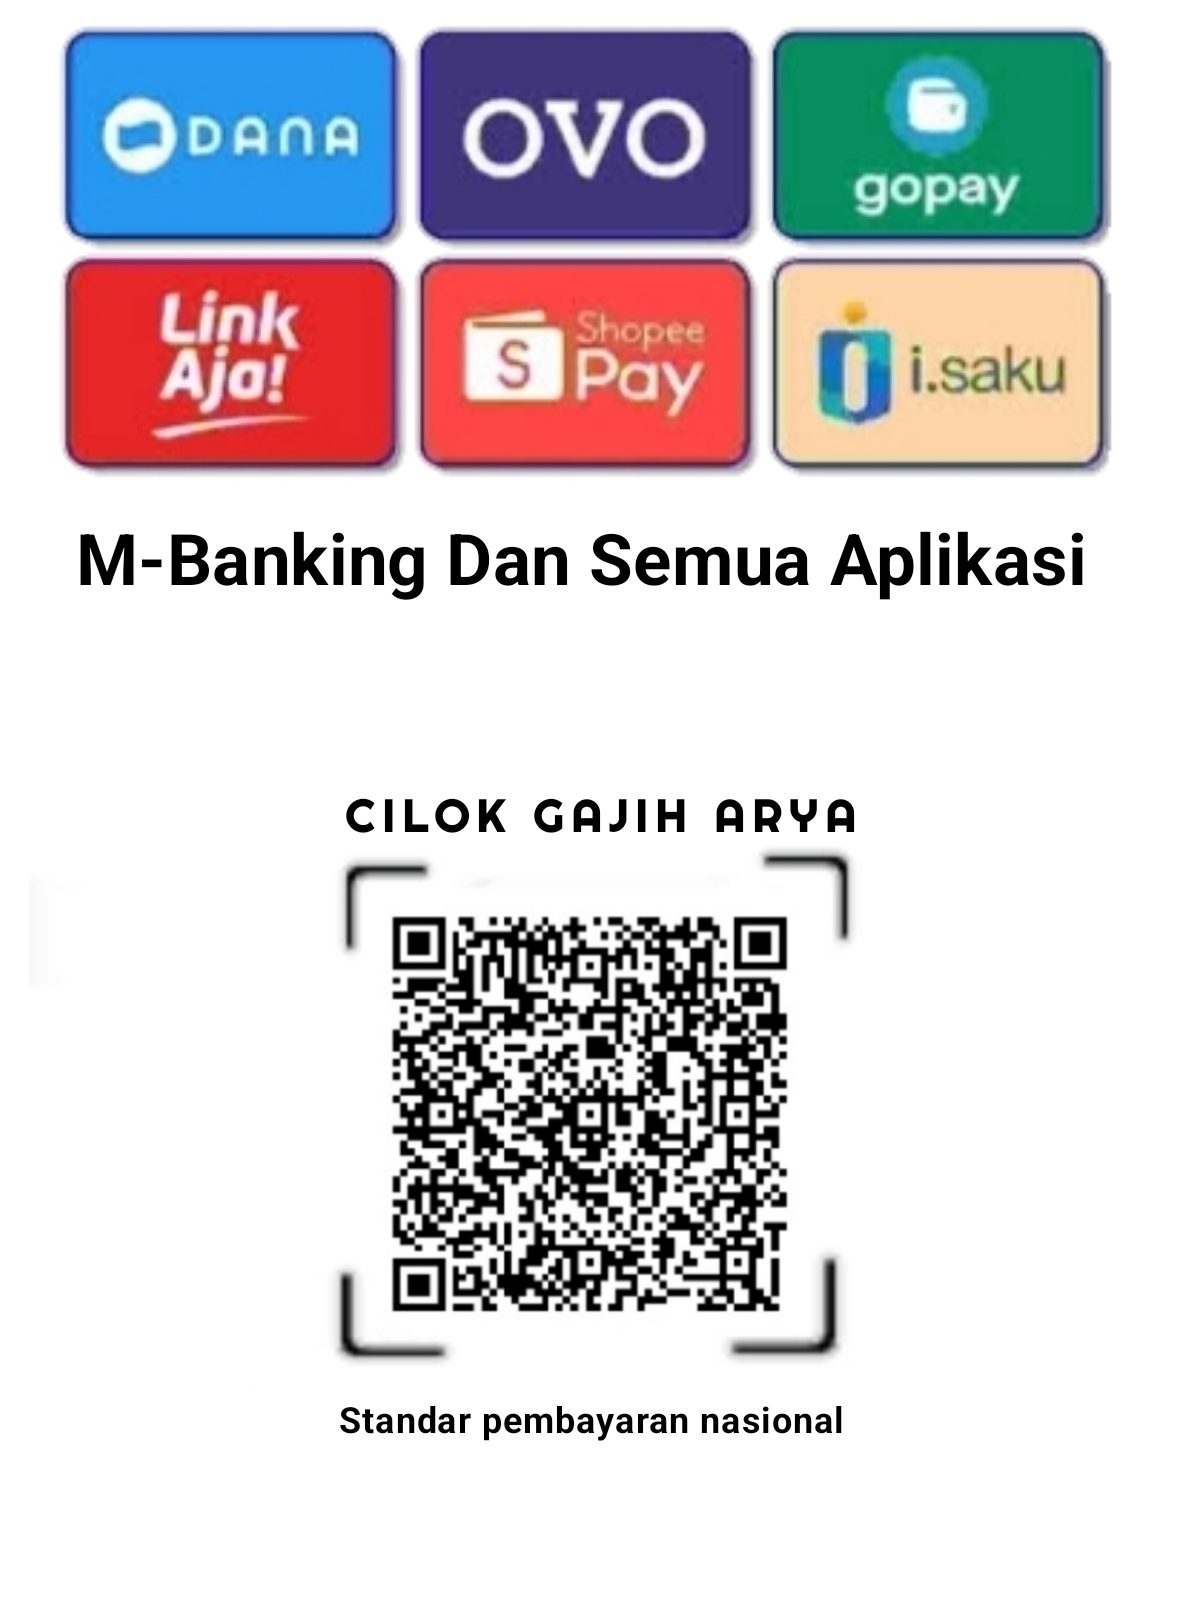 DANA
OVO
gopay
Link
Aja!
S
Shopee
Pay
i.saku
M-Banking Dan Semua Aplikasi
CILOK GAJIH ARYA
Standar pembayaran nasional